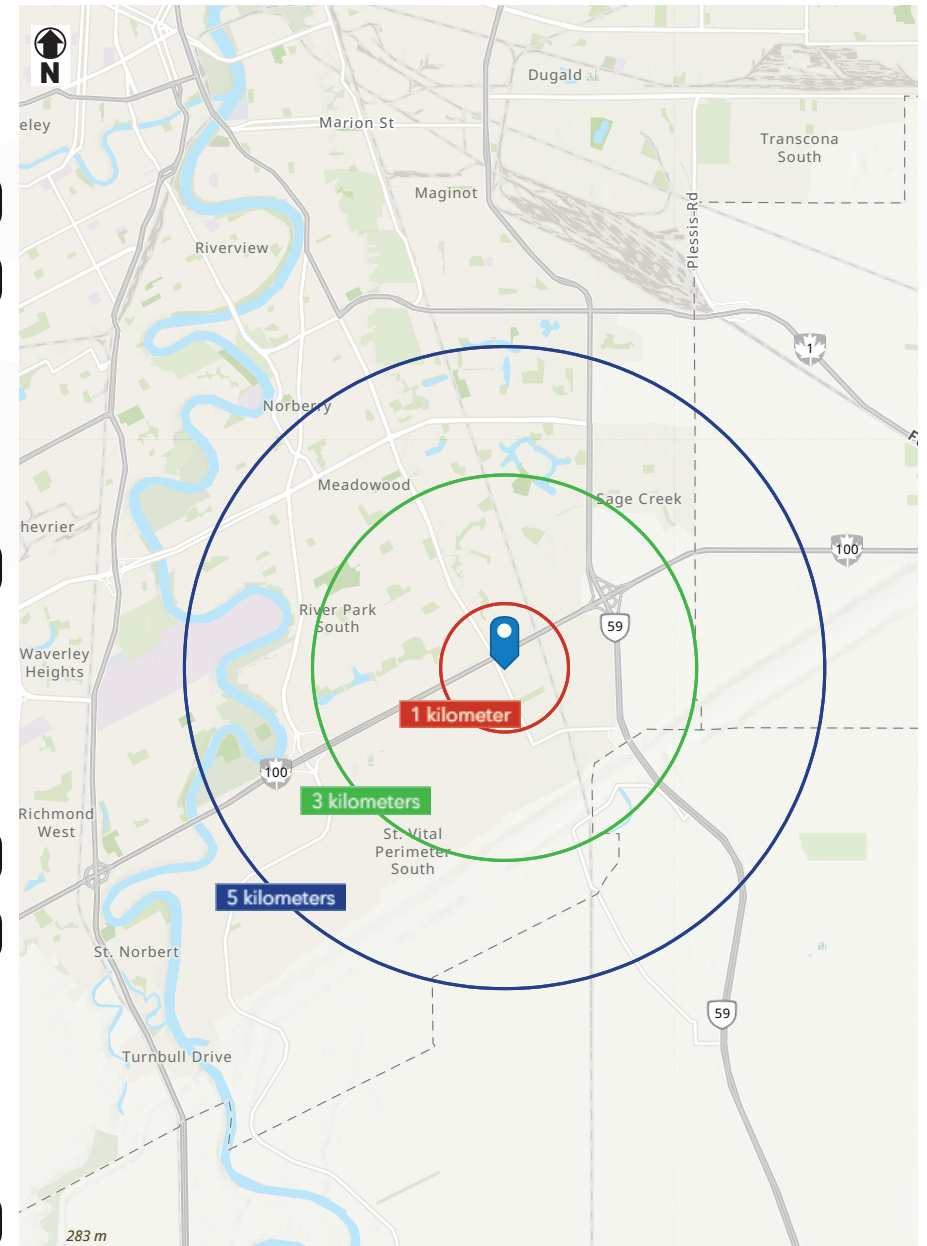 N
Dugald
eley
Marion St
Transcona
South
Maginot
Plessis Rd
Riverview
1
Norberry
Meadowood
Sage Creek
hevrier
100
River Park
South
59
Waverley
Heights
1 kilometer
100
3 kilometers
Richmond
West
St. Vital
Perimeter
South
5 kilometers
St. Norbert
59
Turnbull Drive
283 m